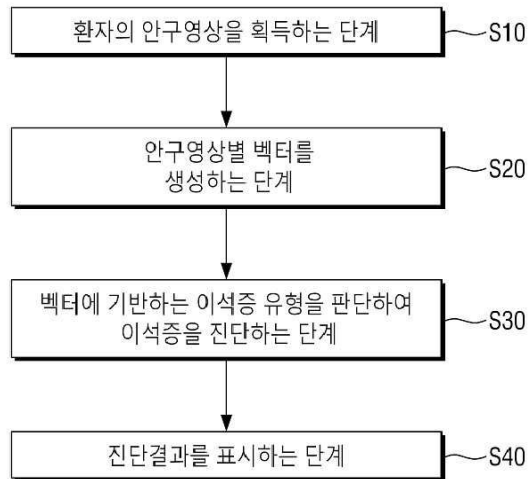 환자의 안구영상을 획득하는 단계
S10
안구영상별 벡터를
생성하는 단계
S20
벡터에 기반하는 이석증 유형을 판단하여
이석증을 진단하는 단계
S30
진단결과를 표시하는 단계
S40